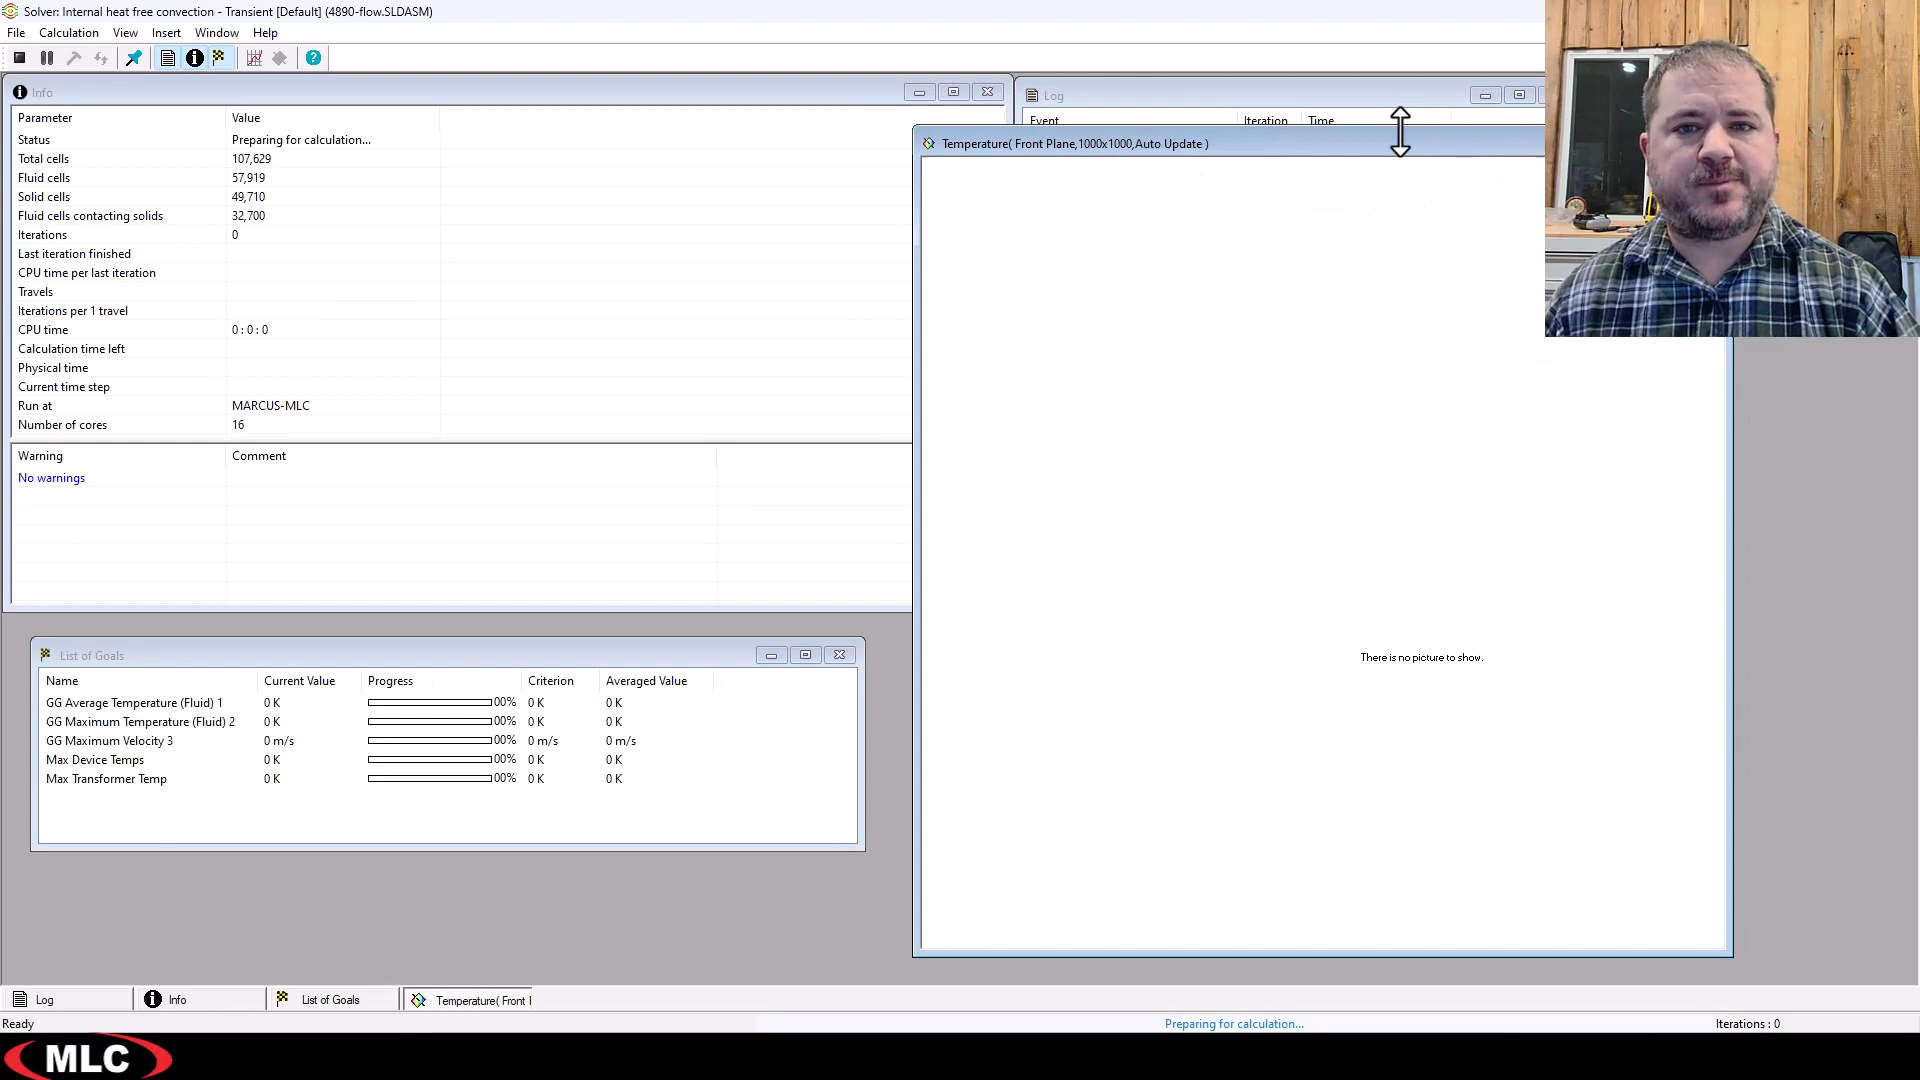 Solver: Internal heat free convection - Transient [Default] (4890-flow.SLDASM)
File Calculation View Insert Window Help
Info
Parameter Value
Status Preparing for calculation...
Total cells 107,629
Fluid cells 57,919
Solid cells 49,710
Fluid cells contacting solids 32,700
Iterations 0
Last iteration finished
CPU time per last iteration
Travels
Iterations per 1 travel
CPU time 0 : 0 : 0
Calculation time left
Physical time
Current time step
Run at MARCUS-MLC
Number of cores 16
Warning Comment
No warnings
Log
Event Iteration Time
Temperature( Front Plane,1000x1000,Auto Update )
There is no picture to show.
List of Goals
Name Current Value Progress Criterion Averaged Value
GG Average Temperature (Fluid) 1 0 K 00% 0 K 0 K
GG Maximum Temperature (Fluid) 2 0 K 00% 0 K 0 K
GG Maximum Velocity 3 0 m/s 00% 0 m/s 0 m/s
Max Device Temps 0 K 00% 0 K 0 K
Max Transformer Temp 0 K 00% 0 K 0 K
Log Info List of Goals Temperature( Front
Ready Preparing for calculation... Iterations : 0
MLC